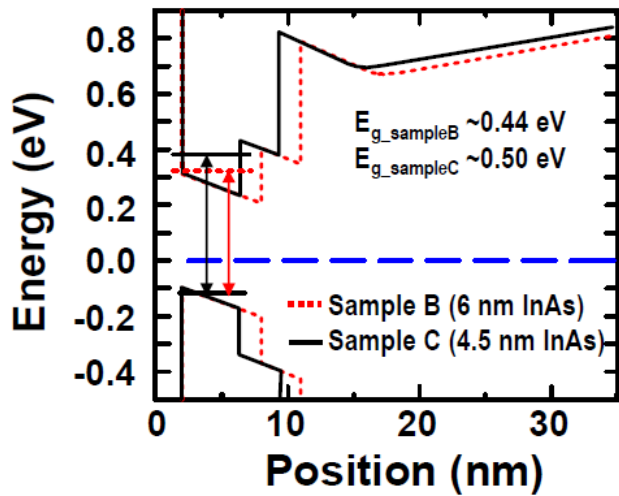 Energy (eV)
0.8
0.6
0.4
0.2
0.0
-0.2
-0.4
E_g_sampleB ~0.44 eV
E_g_sampleC ~0.50 eV
Sample B (6 nm InAs)
Sample C (4.5 nm InAs)
0
10
20
30
Position (nm)